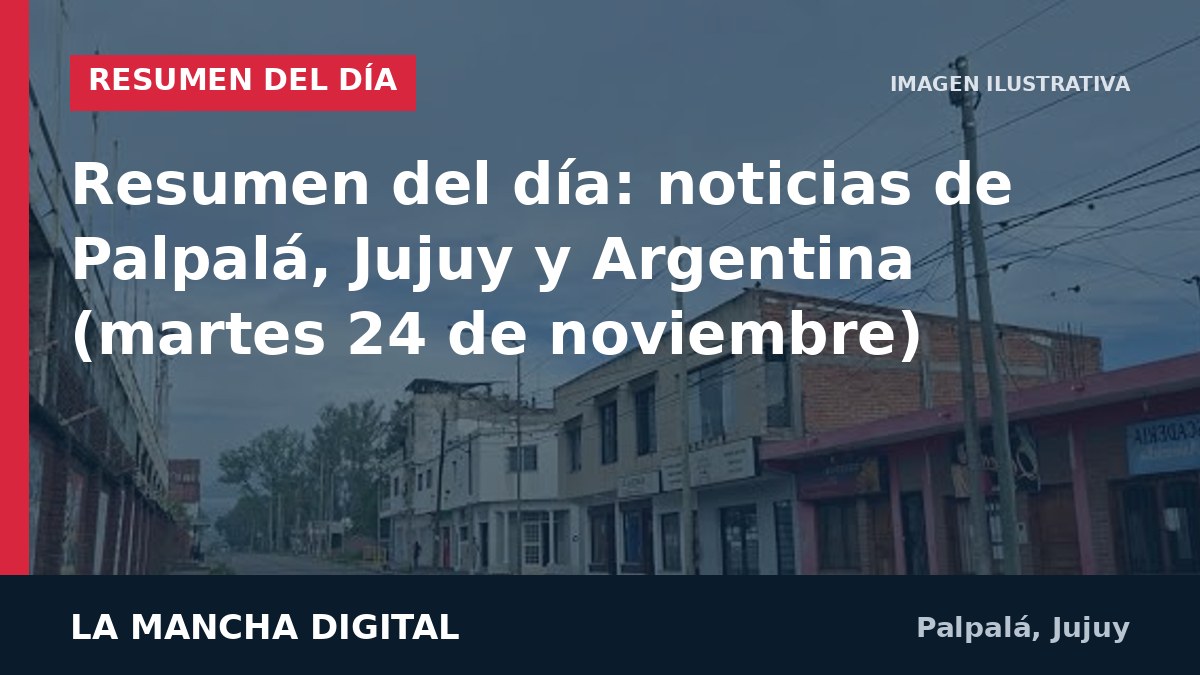 RESUMEN DEL DÍA
IMAGEN ILUSTRATIVA
Resumen del día: noticias de
Palpalá, Jujuy y Argentina
(martes 24 de noviembre)
LA MANCHA DIGITAL
Palpalá, Jujuy